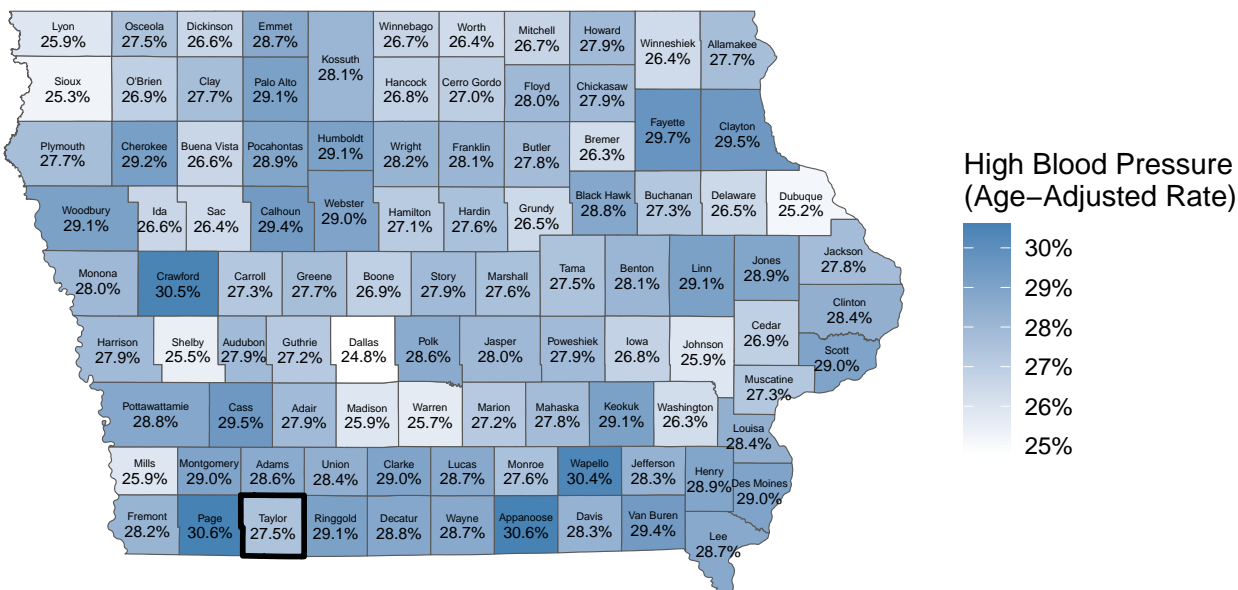 Lyon
25.9%
Osceola
27.5%
Dickinson
26.6%
Emmet
28.7%
Kossuth
28.1%
Winnebago
26.7%
Worth
26.4%
Mitchell
26.7%
Howard
27.9%
Winneshiek
26.4%
Allamakee
27.7%
Sioux
25.3%
O'Brien
26.9%
Clay
27.7%
Palo Alto
29.1%
Hancock
26.8%
Cerro Gordo
27.0%
Floyd
28.0%
Chickasaw
27.9%
Fayette
29.7%
Clayton
29.5%
Plymouth
27.7%
Cherokee
29.2%
Buena Vista
26.6%
Pocahontas
28.9%
Humboldt
29.1%
Wright
28.2%
Franklin
28.1%
Butler
27.8%
Bremer
26.3%
Woodbury
29.1%
Ida
26.6%
Sac
26.4%
Calhoun
29.4%
Webster
29.0%
Hamilton
27.1%
Hardin
27.6%
Grundy
26.5%
Black Hawk
28.8%
Buchanan
27.3%
Delaware
26.5%
Dubuque
25.2%
Monona
28.0%
Crawford
30.5%
Carroll
27.3%
Greene
27.7%
Boone
26.9%
Story
27.9%
Marshall
27.6%
Tama
27.5%
Benton
28.1%
Linn
29.1%
Jones
28.9%
Jackson
27.8%
Clinton
28.4%
Harrison
27.9%
Shelby
25.5%
Audubon
27.9%
Guthrie
27.2%
Dallas
24.8%
Polk
28.6%
Jasper
28.0%
Poweshiek
27.9%
Iowa
26.8%
Johnson
25.9%
Cedar
26.9%
Scott
29.0%
Muscatine
27.3%
Pottawattamie
28.8%
Cass
29.5%
Adair
27.9%
Madison
25.9%
Warren
25.7%
Marion
27.2%
Mahaska
27.8%
Keokuk
29.1%
Washington
26.3%
Louisa
28.4%
Mills
25.9%
Montgomery
29.0%
Adams
28.6%
Union
28.4%
Clarke
29.0%
Lucas
28.7%
Monroe
27.6%
Wapello
30.4%
Jefferson
28.3%
Henry
28.9%
Des Moines
29.0%
Fremont
28.2%
Page
30.6%
Taylor
27.5%
Ringgold
29.1%
Decatur
28.8%
Wayne
28.7%
Appanoose
30.6%
Davis
28.3%
Van Buren
29.4%
Lee
28.7%
High Blood Pressure
(Age−Adjusted Rate)
30%
29%
28%
27%
26%
25%